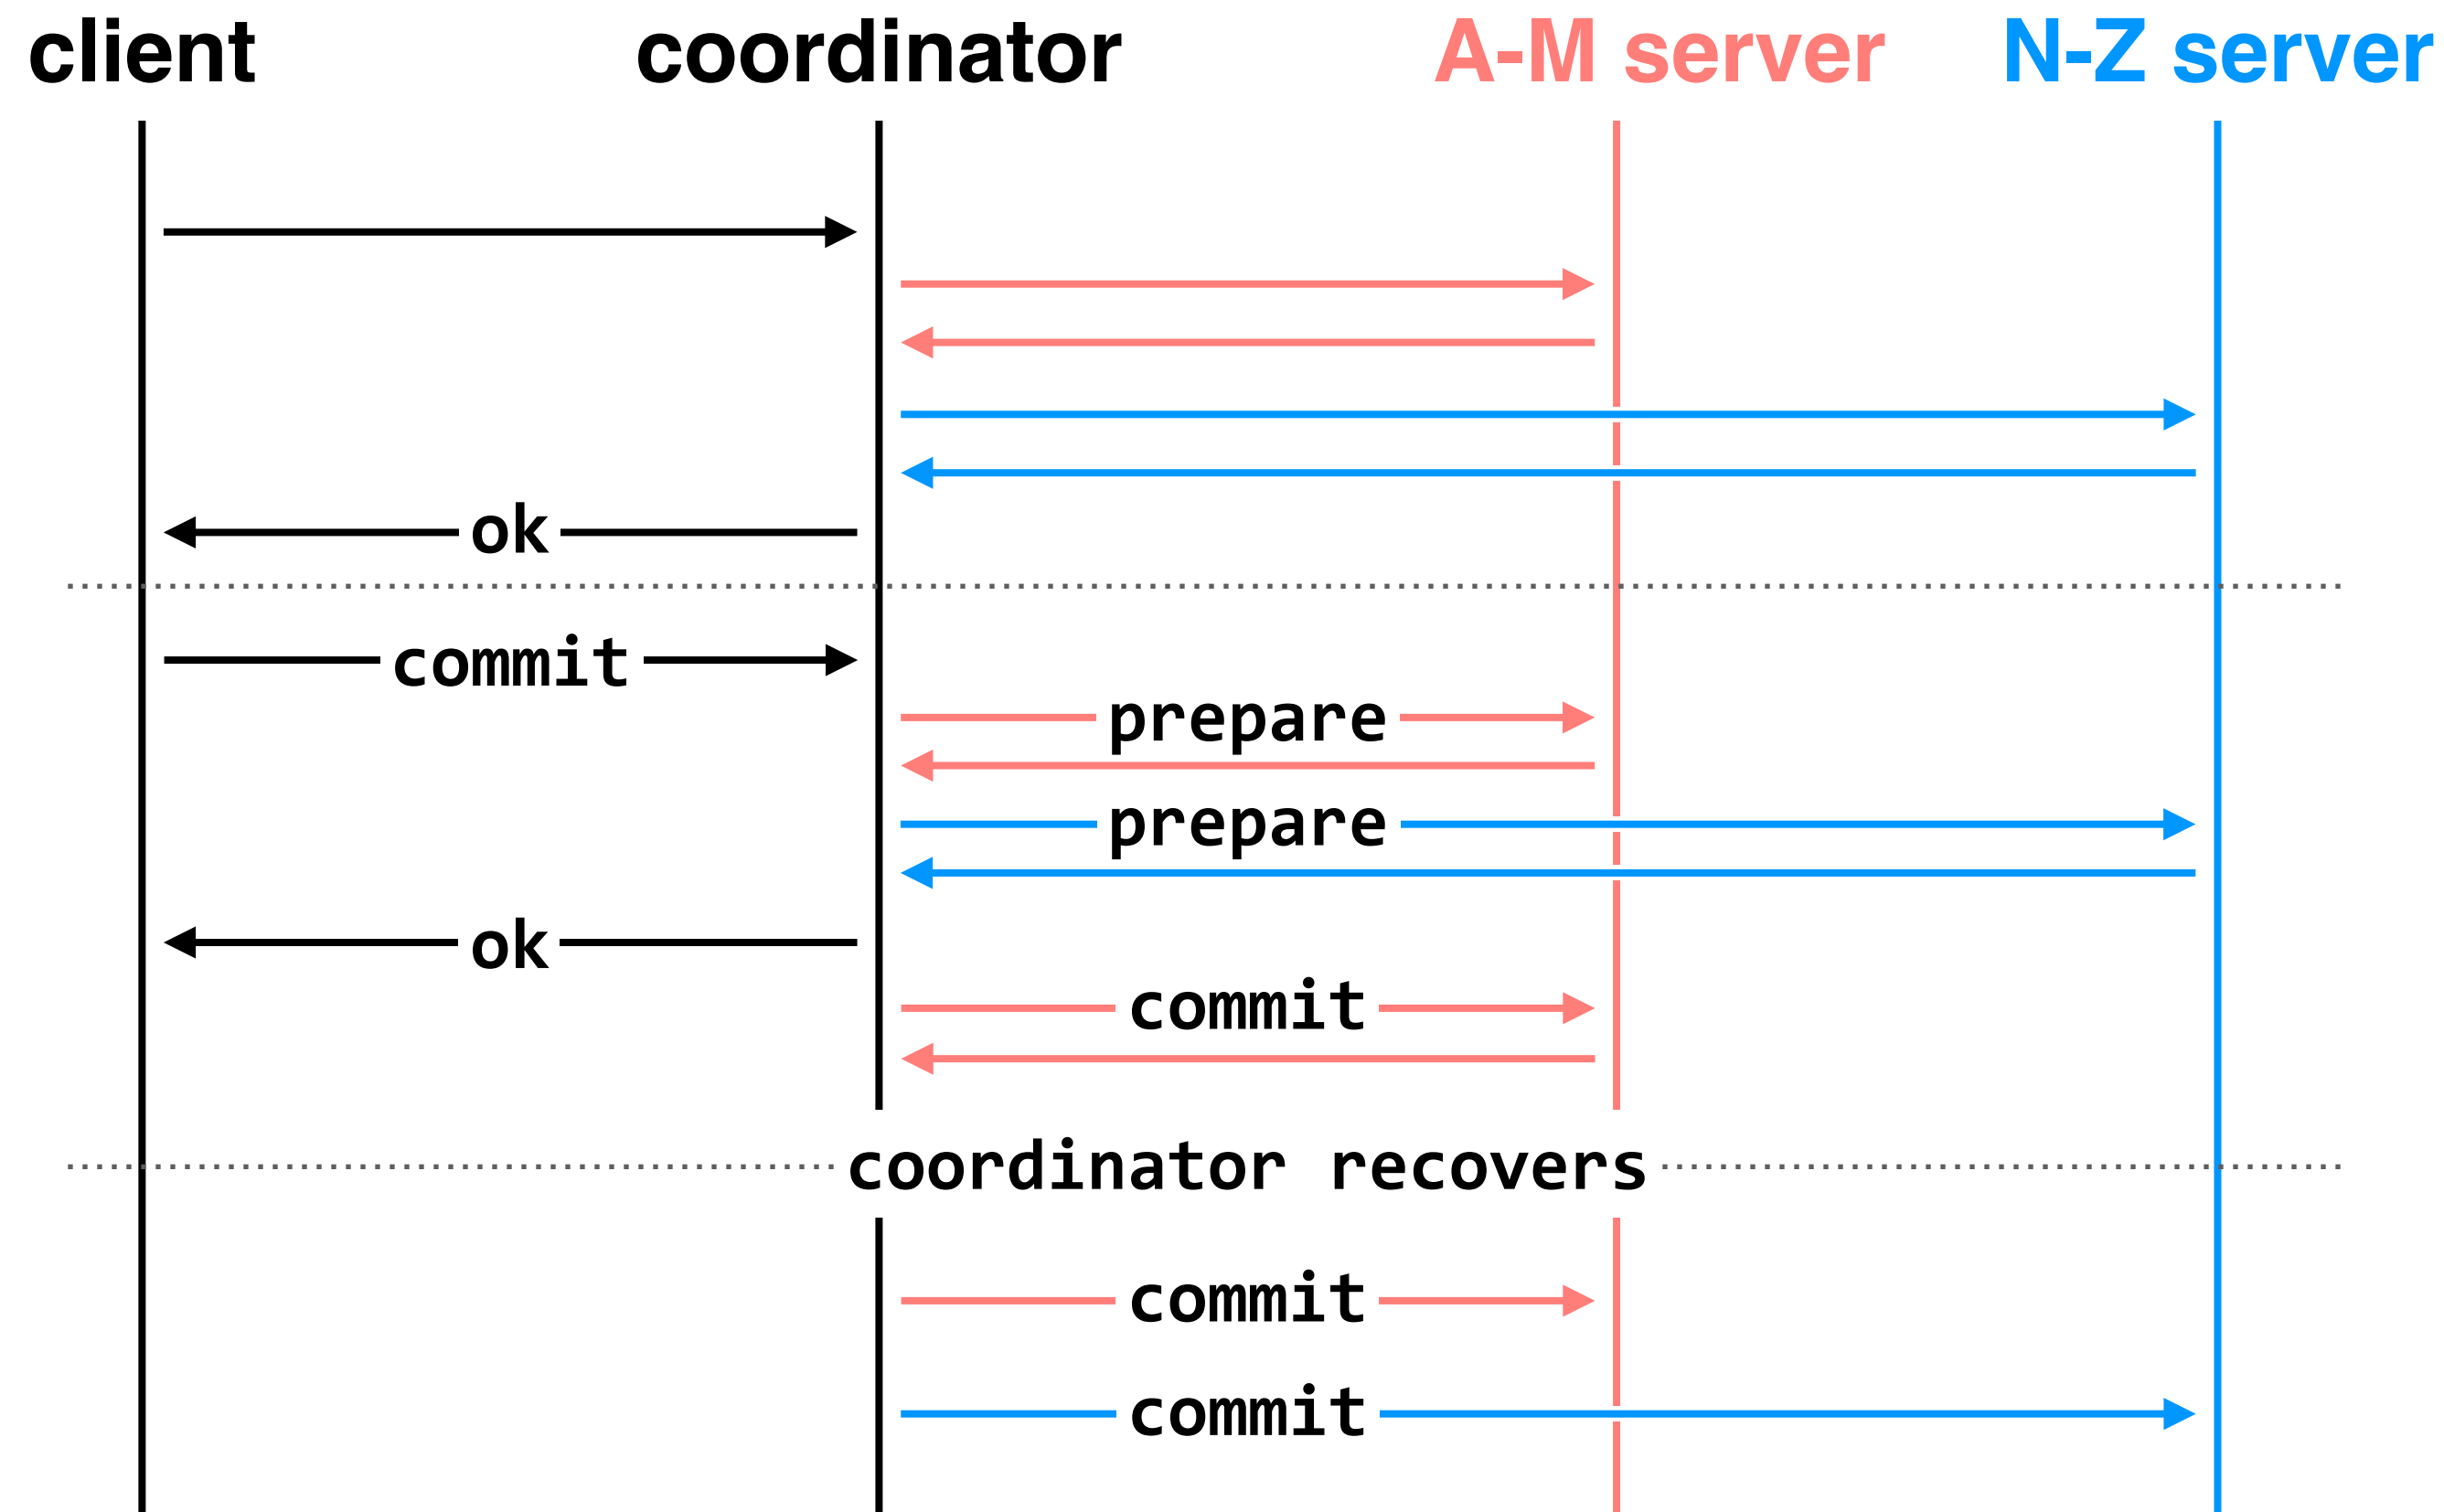 client coordinator A-M server N-Z server
ok
commit
prepare
prepare
ok
commit
coordinator recovers
commit
commit